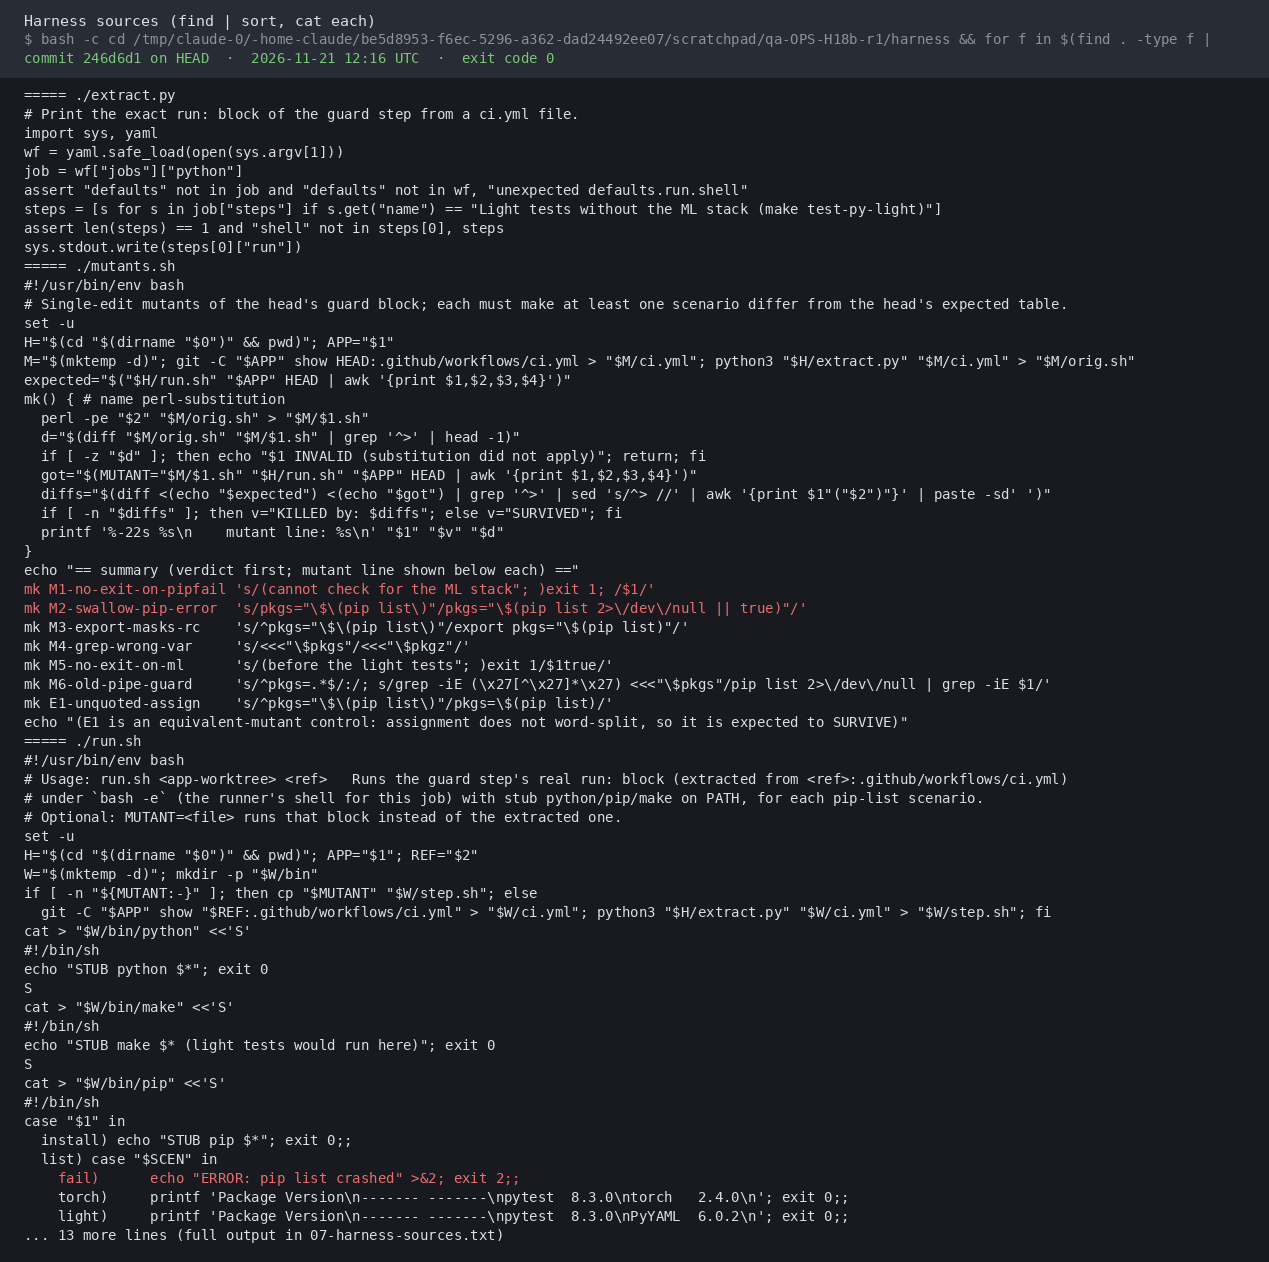 Harness sources (find | sort, cat each)
$ bash -c cd /tmp/claude-0/-home-claude/be5d8953-f6ec-5296-a362-dad24492ee07/scratchpad/qa-OPS-H18b-r1/harness && for f in $(find . -type f |
commit 246d6d1 on HEAD  ·  2026-11-21 12:16 UTC  ·  exit code 0
===== ./extract.py
# Print the exact run: block of the guard step from a ci.yml file.
import sys, yaml
wf = yaml.safe_load(open(sys.argv[1]))
job = wf["jobs"]["python"]
assert "defaults" not in job and "defaults" not in wf, "unexpected defaults.run.shell"
steps = [s for s in job["steps"] if s.get("name") == "Light tests without the ML stack (make test-py-light)"]
assert len(steps) == 1 and "shell" not in steps[0], steps
sys.stdout.write(steps[0]["run"])
===== ./mutants.sh
#!/usr/bin/env bash
# Single-edit mutants of the head's guard block; each must make at least one scenario differ from the head's expected table.
set -u
H="$(cd "$(dirname "$0")" && pwd)"; APP="$1"
M="$(mktemp -d)"; git -C "$APP" show HEAD:.github/workflows/ci.yml > "$M/ci.yml"; python3 "$H/extract.py" "$M/ci.yml" > "$M/orig.sh"
expected="$("$H/run.sh" "$APP" HEAD | awk '{print $1,$2,$3,$4}')"
mk() { # name perl-substitution
  perl -pe "$2" "$M/orig.sh" > "$M/$1.sh"
  d="$(diff "$M/orig.sh" "$M/$1.sh" | grep '^>' | head -1)"
  if [ -z "$d" ]; then echo "$1 INVALID (substitution did not apply)"; return; fi
  got="$(MUTANT="$M/$1.sh" "$H/run.sh" "$APP" HEAD | awk '{print $1,$2,$3,$4}')"
  diffs="$(diff <(echo "$expected") <(echo "$got") | grep '^>' | sed 's/^> //' | awk '{print $1"("$2")"}' | paste -sd' ')"
  if [ -n "$diffs" ]; then v="KILLED by: $diffs"; else v="SURVIVED"; fi
  printf '%-22s %s\n    mutant line: %s\n' "$1" "$v" "$d"
}
echo "== summary (verdict first; mutant line shown below each) =="
mk M1-no-exit-on-pipfail 's/(cannot check for the ML stack"; )exit 1; /$1/'
mk M2-swallow-pip-error  's/pkgs="\$\(pip list\)"/pkgs="\$(pip list 2>\/dev\/null || true)"/'
mk M3-export-masks-rc    's/^pkgs="\$\(pip list\)"/export pkgs="\$(pip list)"/'
mk M4-grep-wrong-var     's/<<<"\$pkgs"/<<<"\$pkgz"/'
mk M5-no-exit-on-ml      's/(before the light tests"; )exit 1/$1true/'
mk M6-old-pipe-guard     's/^pkgs=.*$/:/; s/grep -iE (\x27[^\x27]*\x27) <<<"\$pkgs"/pip list 2>\/dev\/null | grep -iE $1/'
mk E1-unquoted-assign    's/^pkgs="\$\(pip list\)"/pkgs=\$(pip list)/'
echo "(E1 is an equivalent-mutant control: assignment does not word-split, so it is expected to SURVIVE)"
===== ./run.sh
#!/usr/bin/env bash
# Usage: run.sh <app-worktree> <ref>   Runs the guard step's real run: block (extracted from <ref>:.github/workflows/ci.yml)
# under `bash -e` (the runner's shell for this job) with stub python/pip/make on PATH, for each pip-list scenario.
# Optional: MUTANT=<file> runs that block instead of the extracted one.
set -u
H="$(cd "$(dirname "$0")" && pwd)"; APP="$1"; REF="$2"
W="$(mktemp -d)"; mkdir -p "$W/bin"
if [ -n "${MUTANT:-}" ]; then cp "$MUTANT" "$W/step.sh"; else
  git -C "$APP" show "$REF:.github/workflows/ci.yml" > "$W/ci.yml"; python3 "$H/extract.py" "$W/ci.yml" > "$W/step.sh"; fi
cat > "$W/bin/python" <<'S'
#!/bin/sh
echo "STUB python $*"; exit 0
S
cat > "$W/bin/make" <<'S'
#!/bin/sh
echo "STUB make $* (light tests would run here)"; exit 0
S
cat > "$W/bin/pip" <<'S'
#!/bin/sh
case "$1" in
  install) echo "STUB pip $*"; exit 0;;
  list) case "$SCEN" in
    fail)      echo "ERROR: pip list crashed" >&2; exit 2;;
    torch)     printf 'Package Version\n------- -------\npytest  8.3.0\ntorch   2.4.0\n'; exit 0;;
    light)     printf 'Package Version\n------- -------\npytest  8.3.0\nPyYAML  6.0.2\n'; exit 0;;
... 13 more lines (full output in 07-harness-sources.txt)